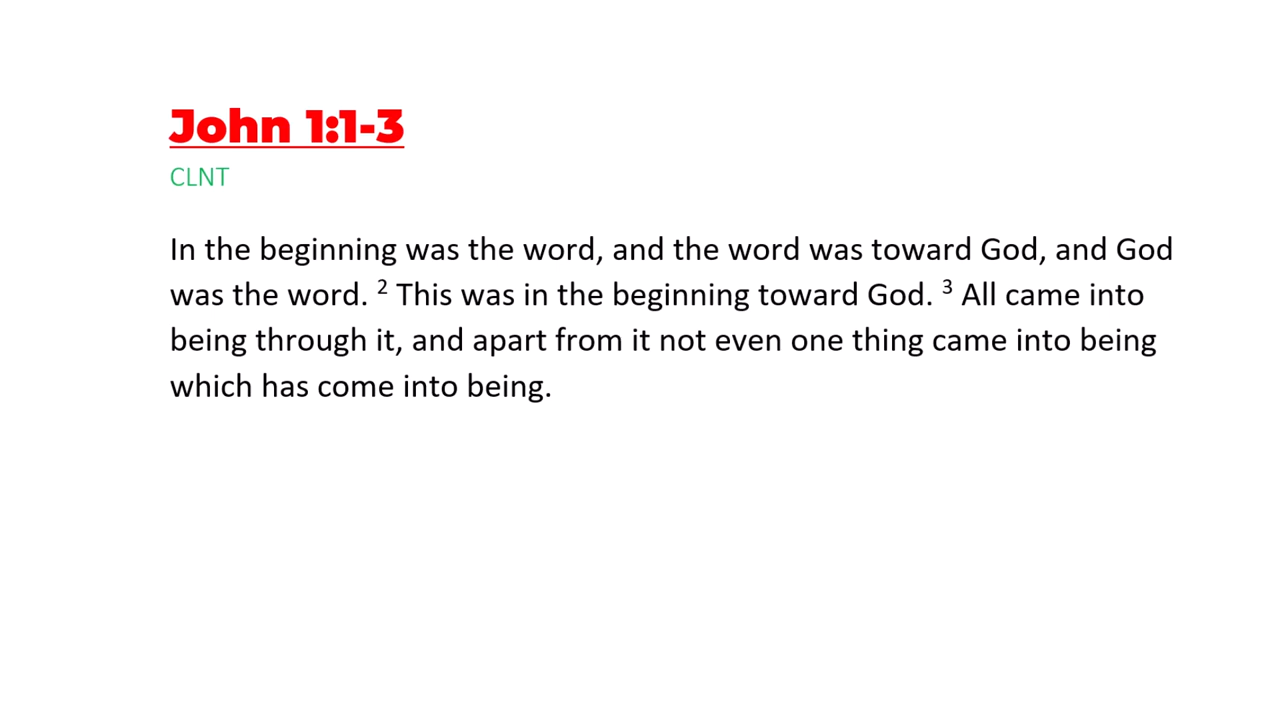 John 1:1-3
CLNT
In the beginning was the word, and the word was toward God, and God
was the word. 2 This was in the beginning toward God. 3 All came into
being through it, and apart from it not even one thing came into being
which has come into being.